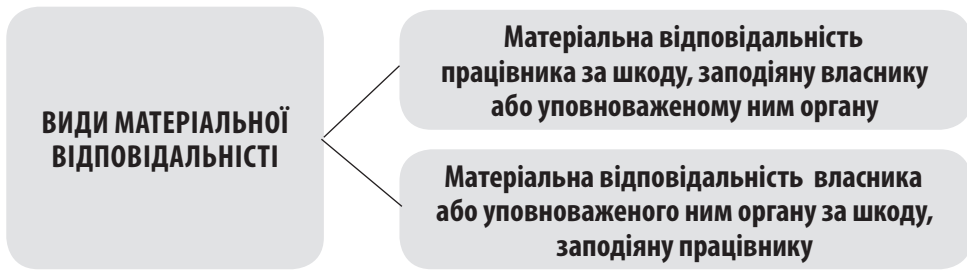 ВИДИ МАТЕРІАЛЬНОЇ
ВІДПОВІДАЛЬНІСТІ
Матеріальна відповідальність
працівника за шкоду, заподіяну власнику
або уповноваженому ним органу
Матеріальна відповідальність власника
або уповноваженого ним органу за шкоду,
заподіяну працівнику